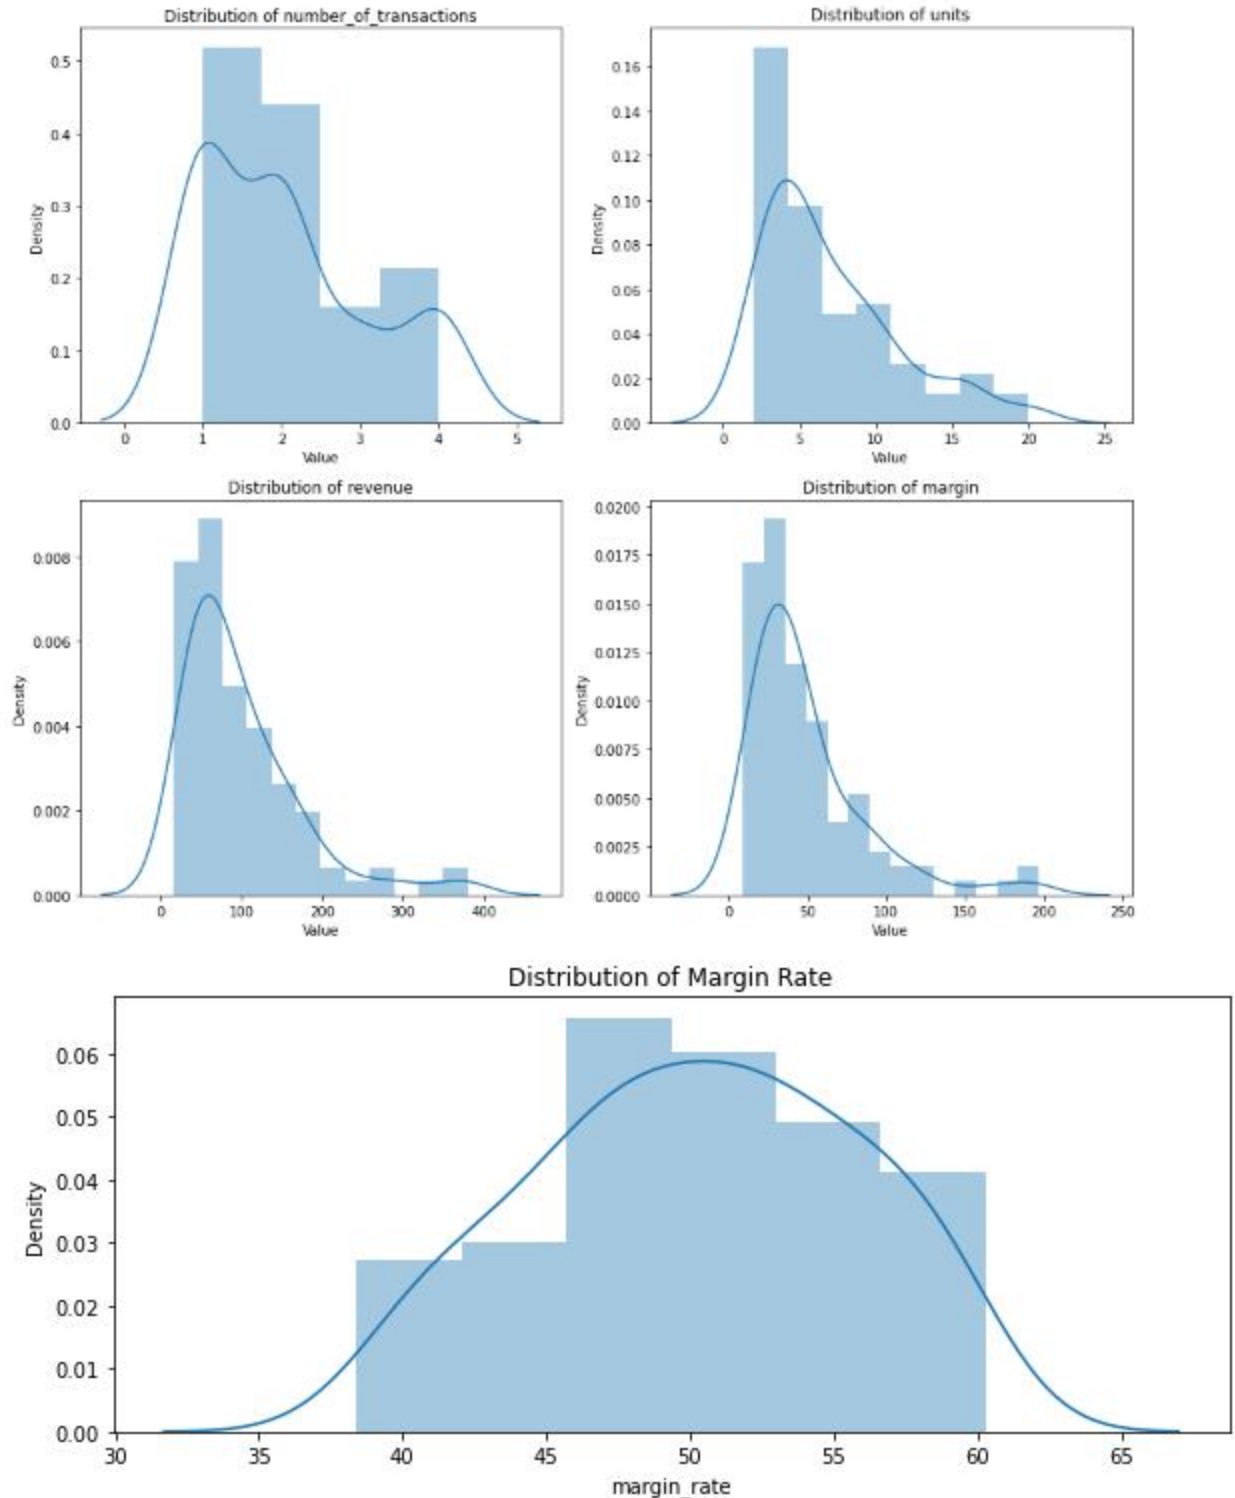 Distribution of number_of_transactions
Density
0.5
0.4
0.3
0.2
0.1
0.0
0 1 2 3 4 5
Value
Distribution of units
Density
0.16
0.14
0.12
0.10
0.08
0.06
0.04
0.02
0.00
0 5 10 15 20 25
Value
Distribution of revenue
Density
0.008
0.006
0.004
0.002
0.000
0 100 200 300 400
Value
Distribution of margin
Density
0.0200
0.0175
0.0150
0.0125
0.0100
0.0075
0.0050
0.0025
0.0000
0 50 100 150 200 250
Value
Distribution of Margin Rate
Density
0.06
0.05
0.04
0.03
0.02
0.01
0.00
30 35 40 45 50 55 60 65
margin_rate